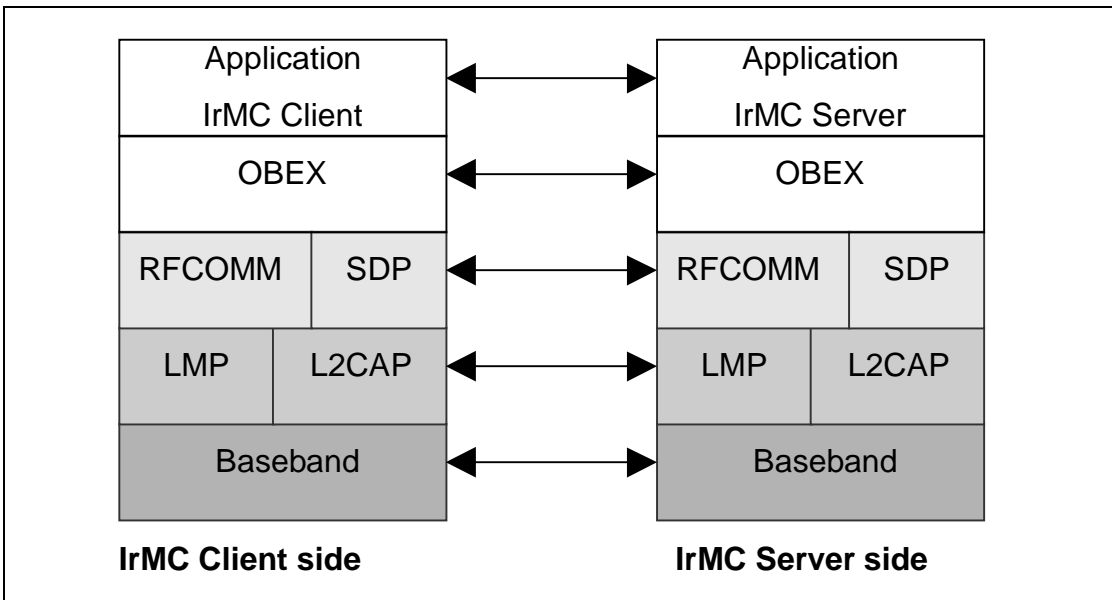 Application
IrMC Client
OBEX
RFCOMM SDP
LMP L2CAP
Baseband
IrMC Client side
Application
IrMC Server
OBEX
RFCOMM SDP
LMP L2CAP
Baseband
IrMC Server side